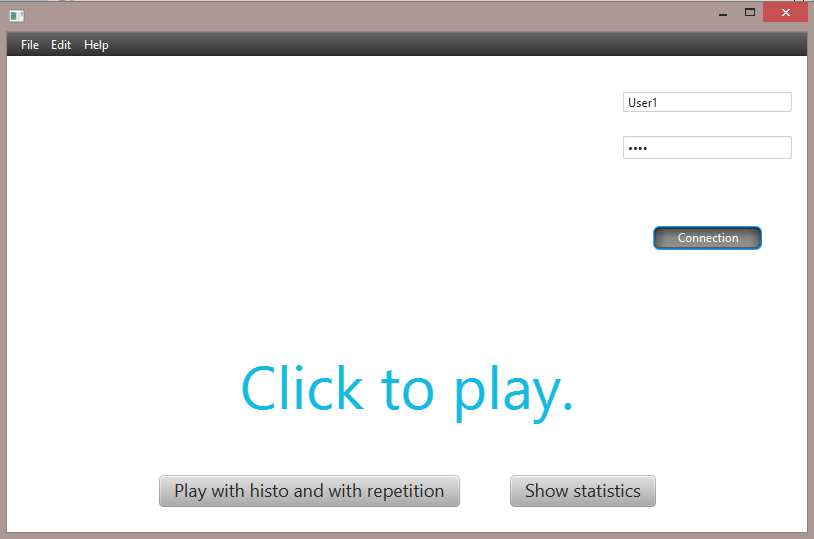 File Edit Help
User1
••••
Connection
Click to play.
Play with histo and with repetition
Show statistics